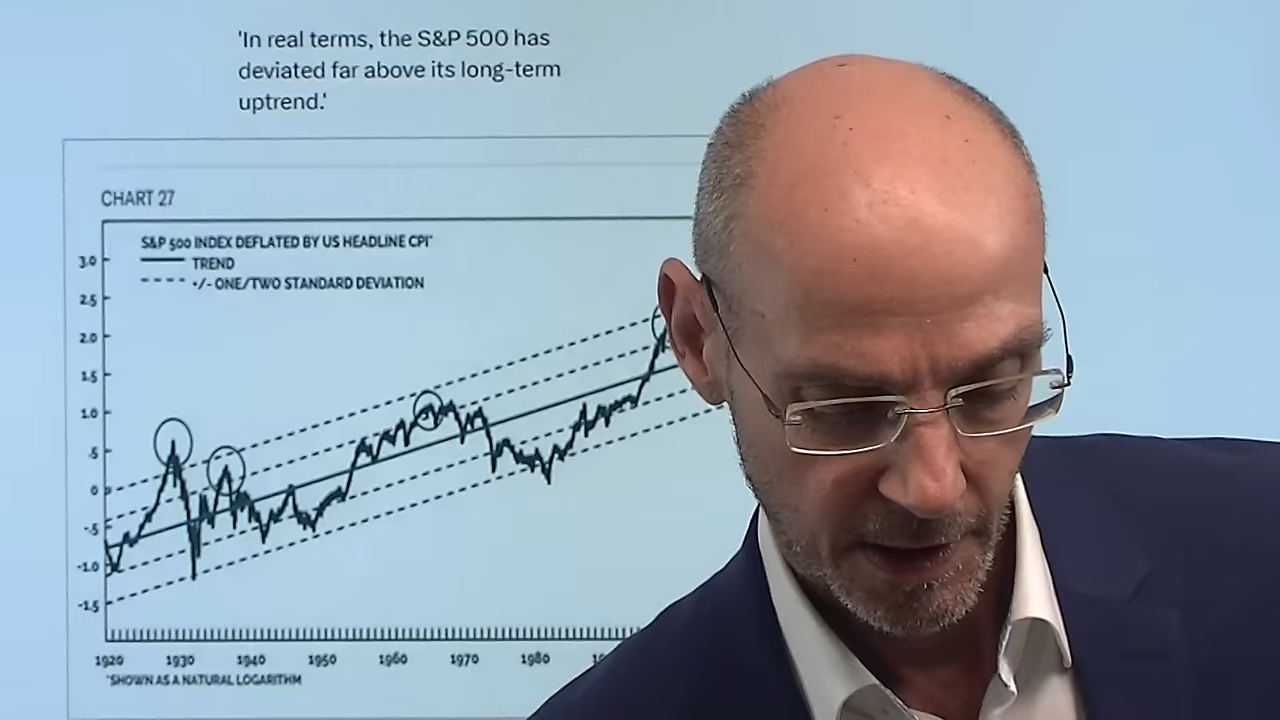 'In real terms, the S&P 500 has
deviated far above its long-term
uptrend.'
CHART 27
S&P 500 INDEX DEFLATED BY US HEADLINE CPI*
TREND
+/- ONE/TWO STANDARD DEVIATION
3.0
2.5
2.0
1.5
1.0
.5
0
-.5
-1.0
-1.5
1920 1930 1940 1950 1960 1970 1980
*SHOWN AS A NATURAL LOGARITHM